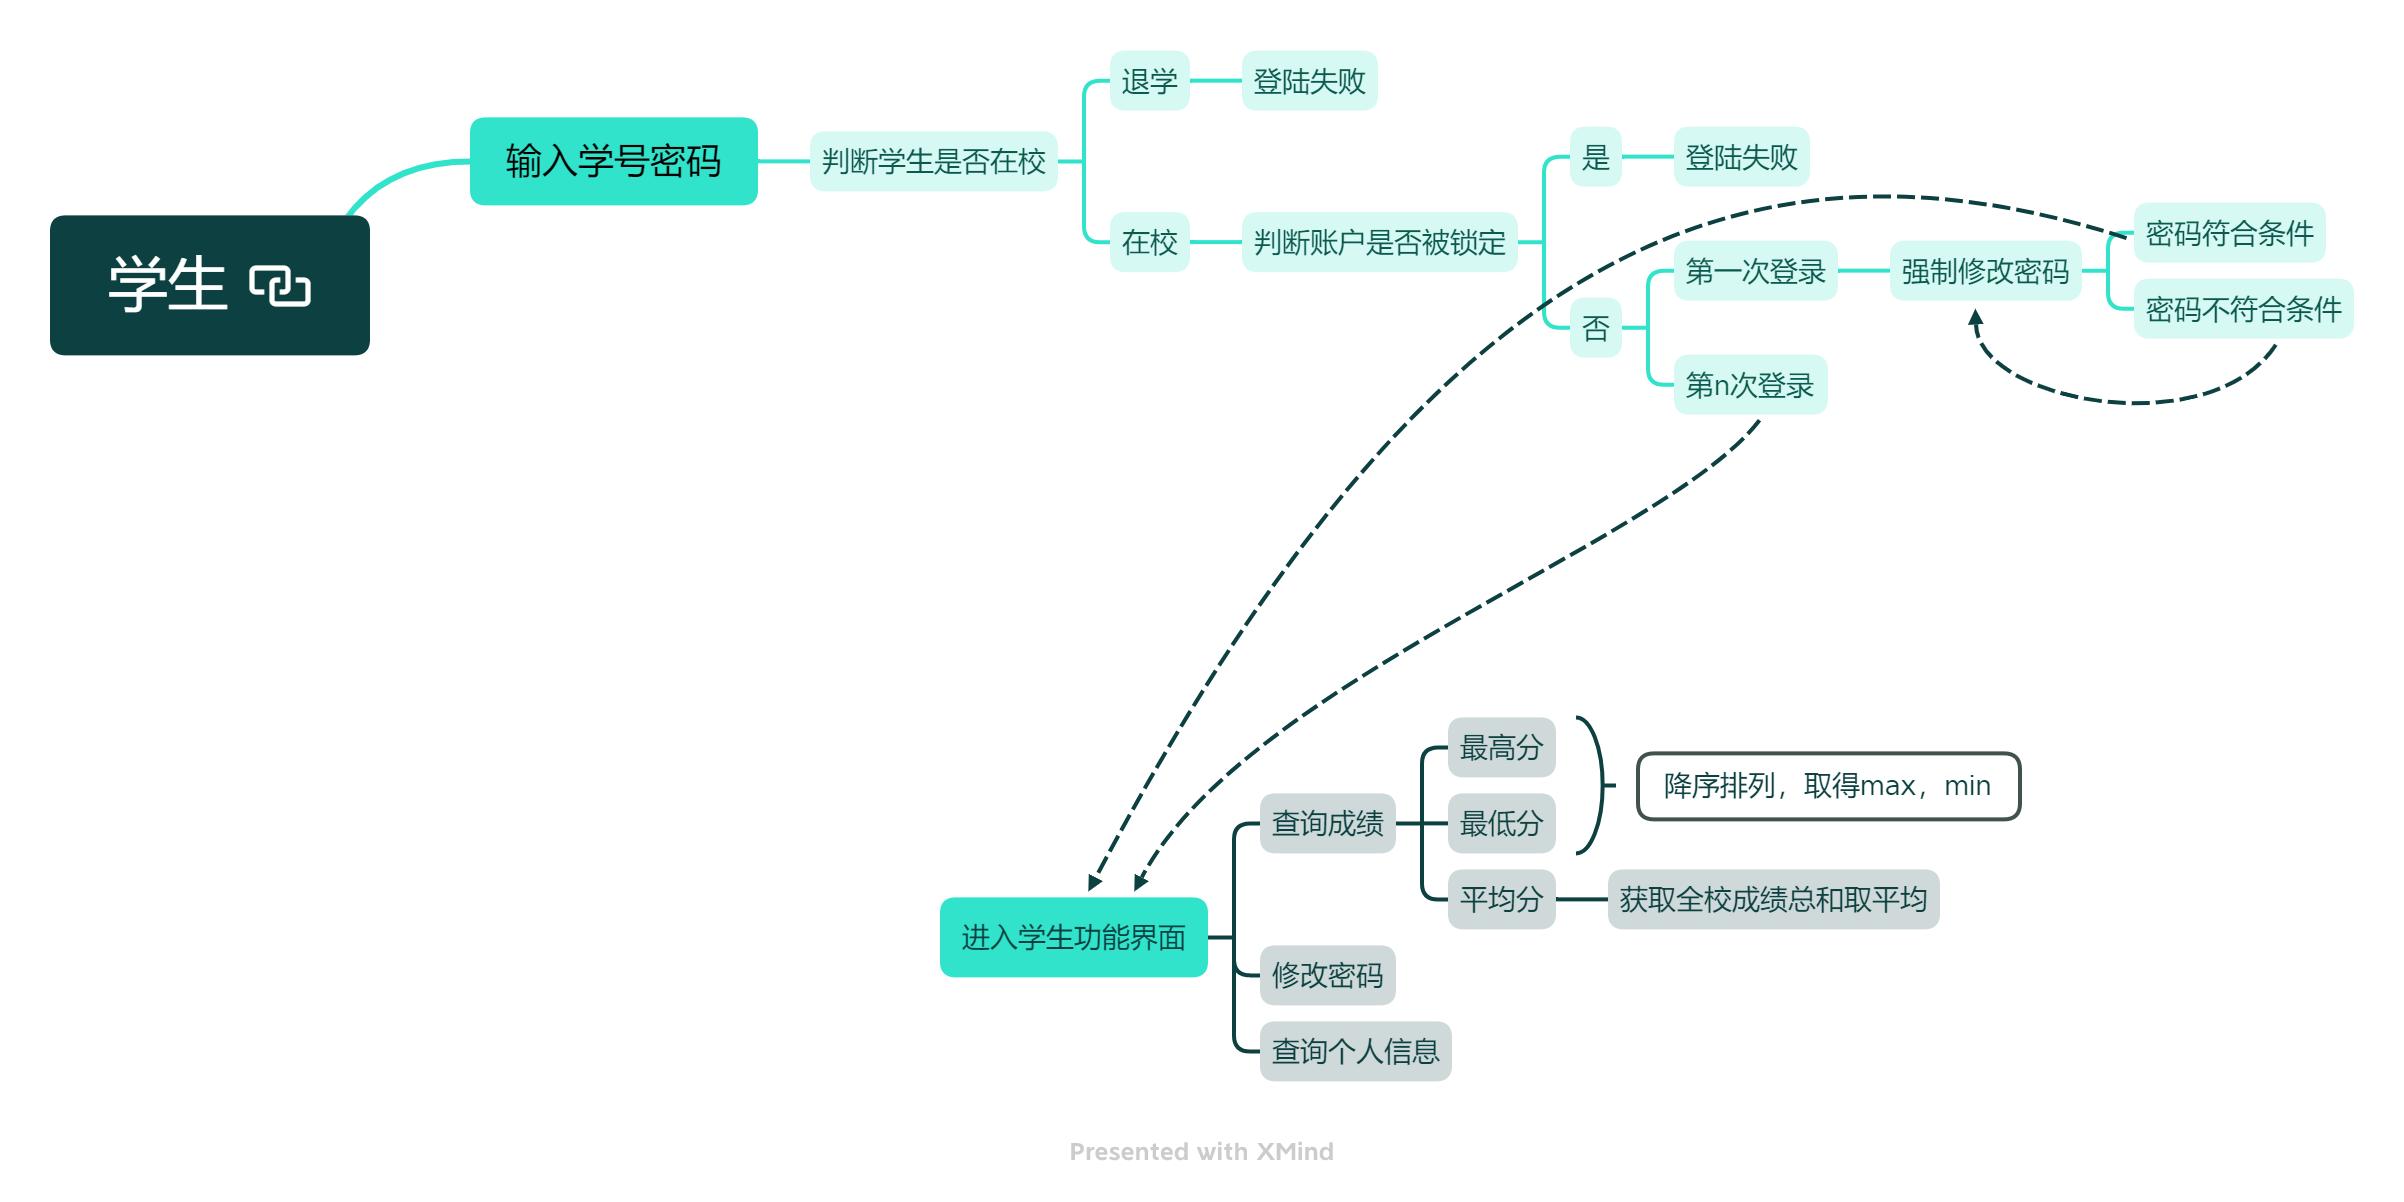 学生
输入学号密码
判断学生是否在校
退学
登陆失败
在校
判断账户是否被锁定
是
登陆失败
否
第一次登录
强制修改密码
密码符合条件
密码不符合条件
第n次登录
进入学生功能界面
查询成绩
最高分
最低分
降序排列，取得max，min
平均分
获取全校成绩总和取平均
修改密码
查询个人信息
Presented with XMind